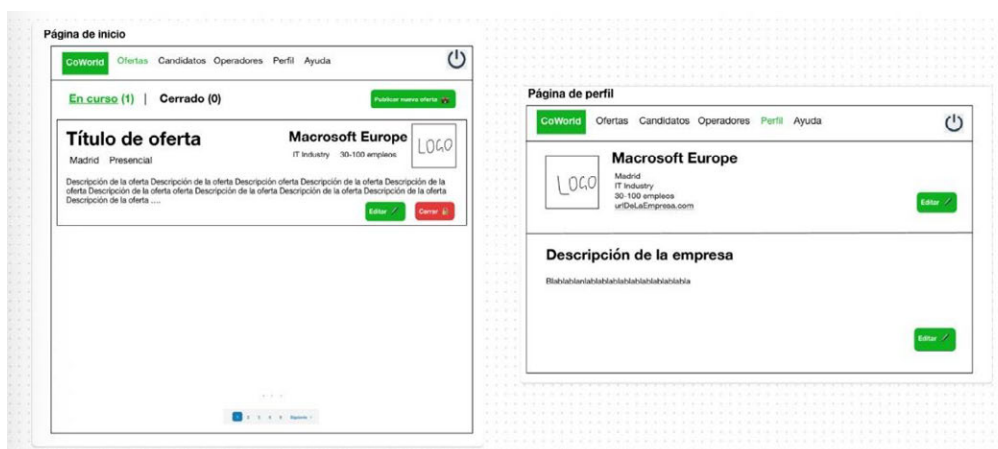 Página de inicio
CoWorld Ofertas Candidatos Operadores Perfil Ayuda
En curso (1) | Cerrado (0)
Publicar nueva oferta
Título de oferta
Madrid Presencial
Macrosoft Europe
IT Industry 30-100 empleos
LOGO
Descripción de la oferta Descripción de la oferta Descripción oferta Descripción de la oferta Descripción de la
oferta Descripción de la oferta oferta Descripción de la oferta Descripción de la oferta Descripción de la oferta
Descripción de la oferta ....
Editar
Cerrar
1 2 3 4 5 Siguiente
Página de perfil
CoWorld Ofertas Candidatos Operadores Perfil Ayuda
LOGO
Macrosoft Europe
Madrid
IT Industry
30-100 empleos
urlDeLaEmpresa.com
Editar
Descripción de la empresa
Editar